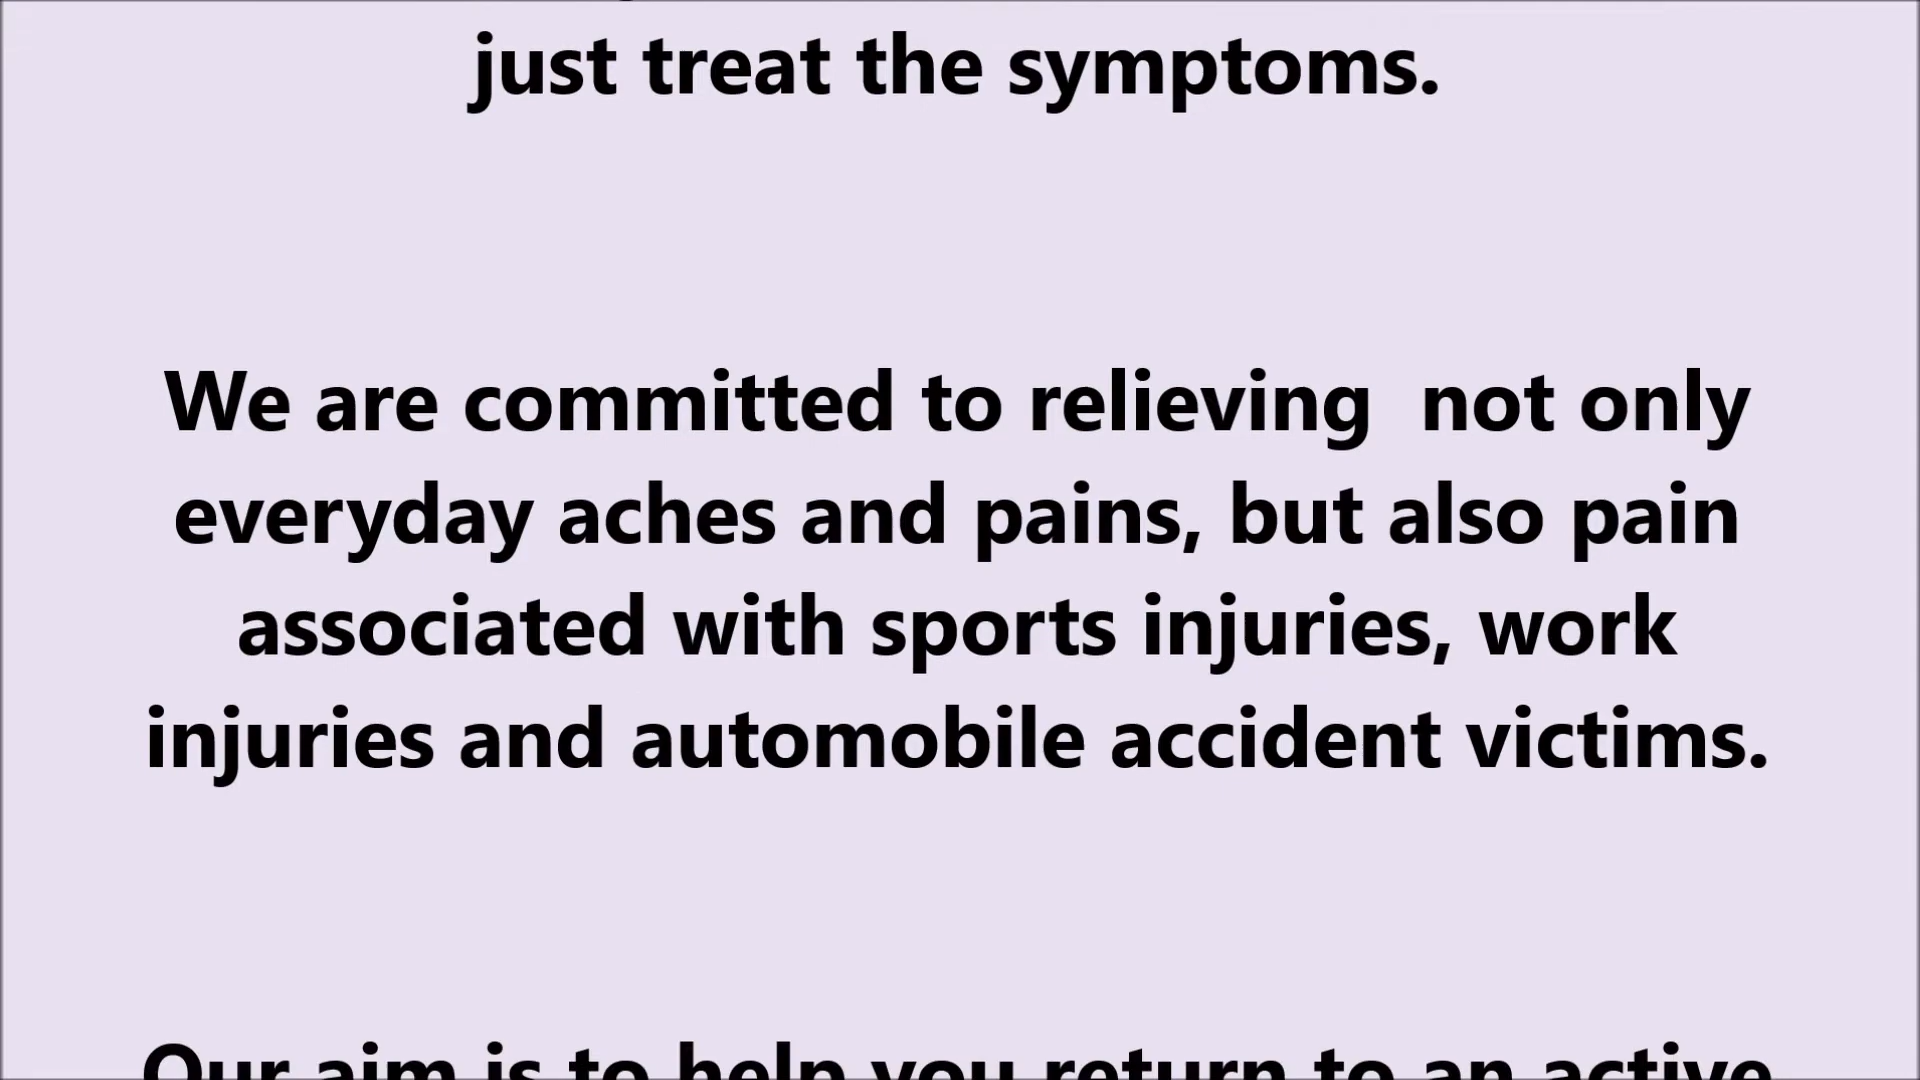 just treat the symptoms.
We are committed to relieving  not only
everyday aches and pains, but also pain
associated with sports injuries, work
injuries and automobile accident victims.
Our aim is to help you return to an active